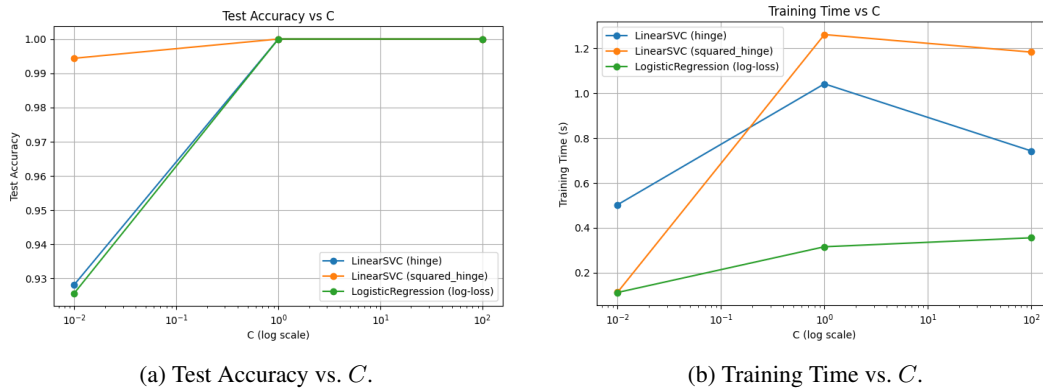 Test Accuracy vs C
1.00
0.99
0.98
0.97
0.96
0.95
0.94
0.93
Test Accuracy
LinearSVC (hinge)
LinearSVC (squared_hinge)
LogisticRegression (log-loss)
10⁻² 10⁻¹ 10⁰ 10¹ 10²
C (log scale)
(a) Test Accuracy vs. C.
Training Time vs C
LinearSVC (hinge)
LinearSVC (squared_hinge)
LogisticRegression (log-loss)
1.2
1.0
0.8
0.6
0.4
0.2
Training Time (s)
10⁻² 10⁻¹ 10⁰ 10¹ 10²
C (log scale)
(b) Training Time vs. C.